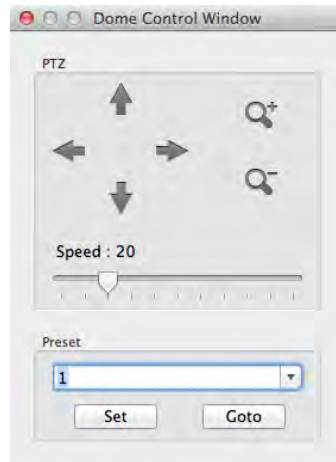 Dome Control Window
PTZ
Speed : 20
Preset
1
Set Goto